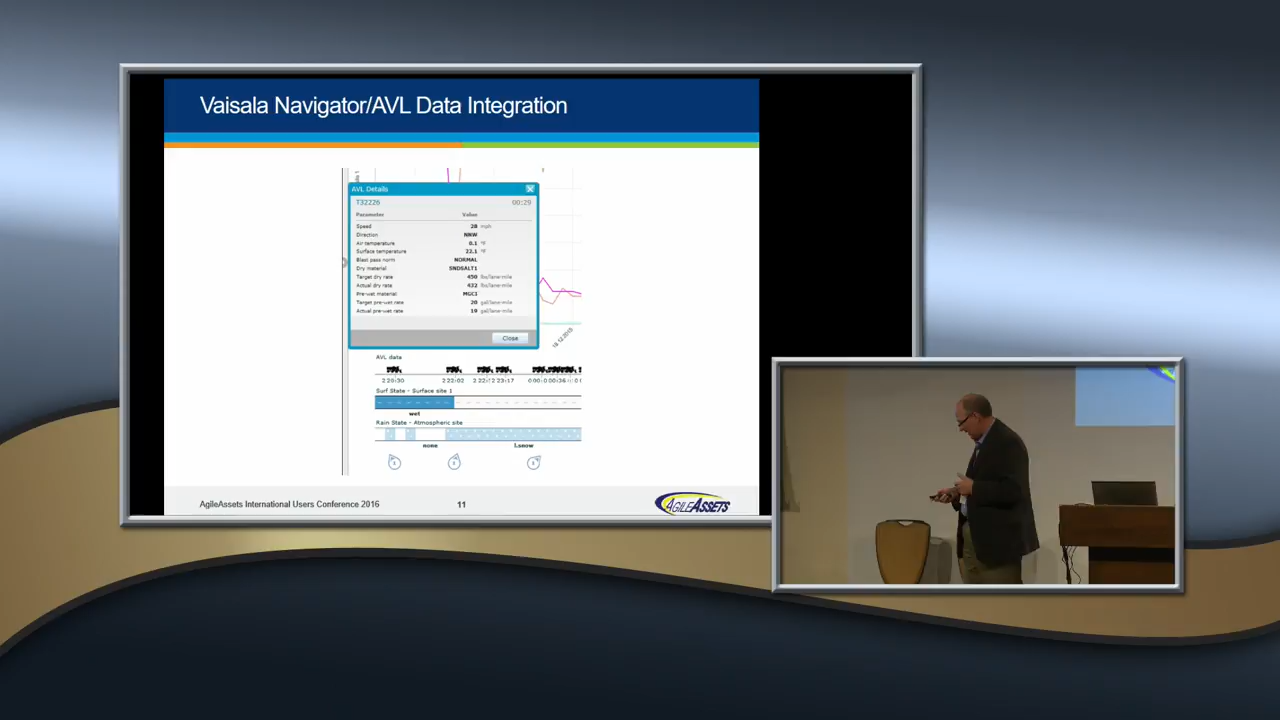 Vaisala Navigator/AVL Data Integration
AVL Details
T32226 00:29
Parameter Value
Speed 28 mph
Direction NNW
Air temperature 0.1 °F
Surface temperature 22.1 °F
Blast pass norm NORMAL
Dry material SNDSALT1
Target dry rate 450 lbs/lane-mile
Actual dry rate 432 lbs/lane-mile
Pre-wet material MGCl
Target pre-wet rate 20 gal/lane-mile
Actual pre-wet rate 19 gal/lane-mile
Close
AVL data
Surf State - Surface site 1
wet
Rain State - Atmospheric site
none l.snow
AgileAssets International Users Conference 2016 11
AGILEASSETS